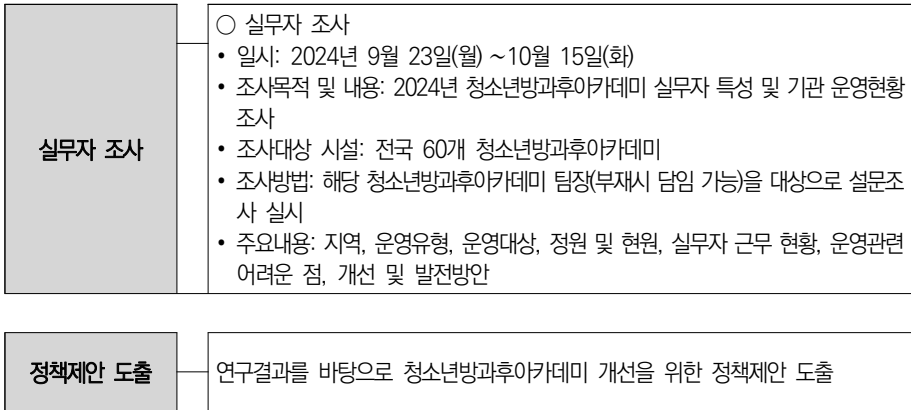 ○ 실무자 조사
• 일시: 2024년 9월 23일(월) ~10월 15일(화)
• 조사목적 및 내용: 2024년 청소년방과후아카데미 실무자 특성 및 기관 운영현황
조사
실무자 조사
• 조사대상 시설: 전국 60개 청소년방과후아카데미
• 조사방법: 해당 청소년방과후아카데미 팀장(부재시 담임 가능)을 대상으로 설문조
사 실시
• 주요내용: 지역, 운영유형, 운영대상, 정원 및 현원, 실무자 근무 현황, 운영관련
어려운 점, 개선 및 발전방안
정책제안 도출
연구결과를 바탕으로 청소년방과후아카데미 개선을 위한 정책제안 도출